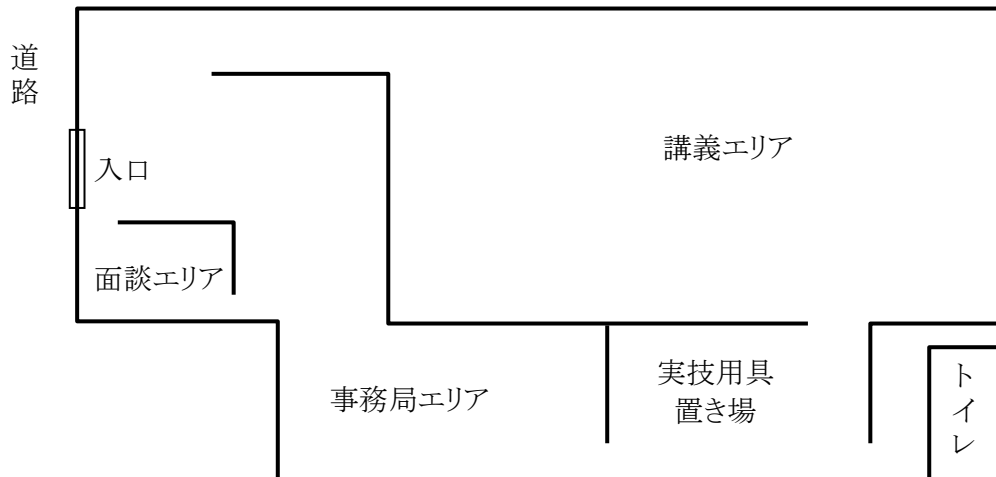 道路
入口
講義エリア
面談エリア
事務局エリア
実技用具
置き場
トイレ